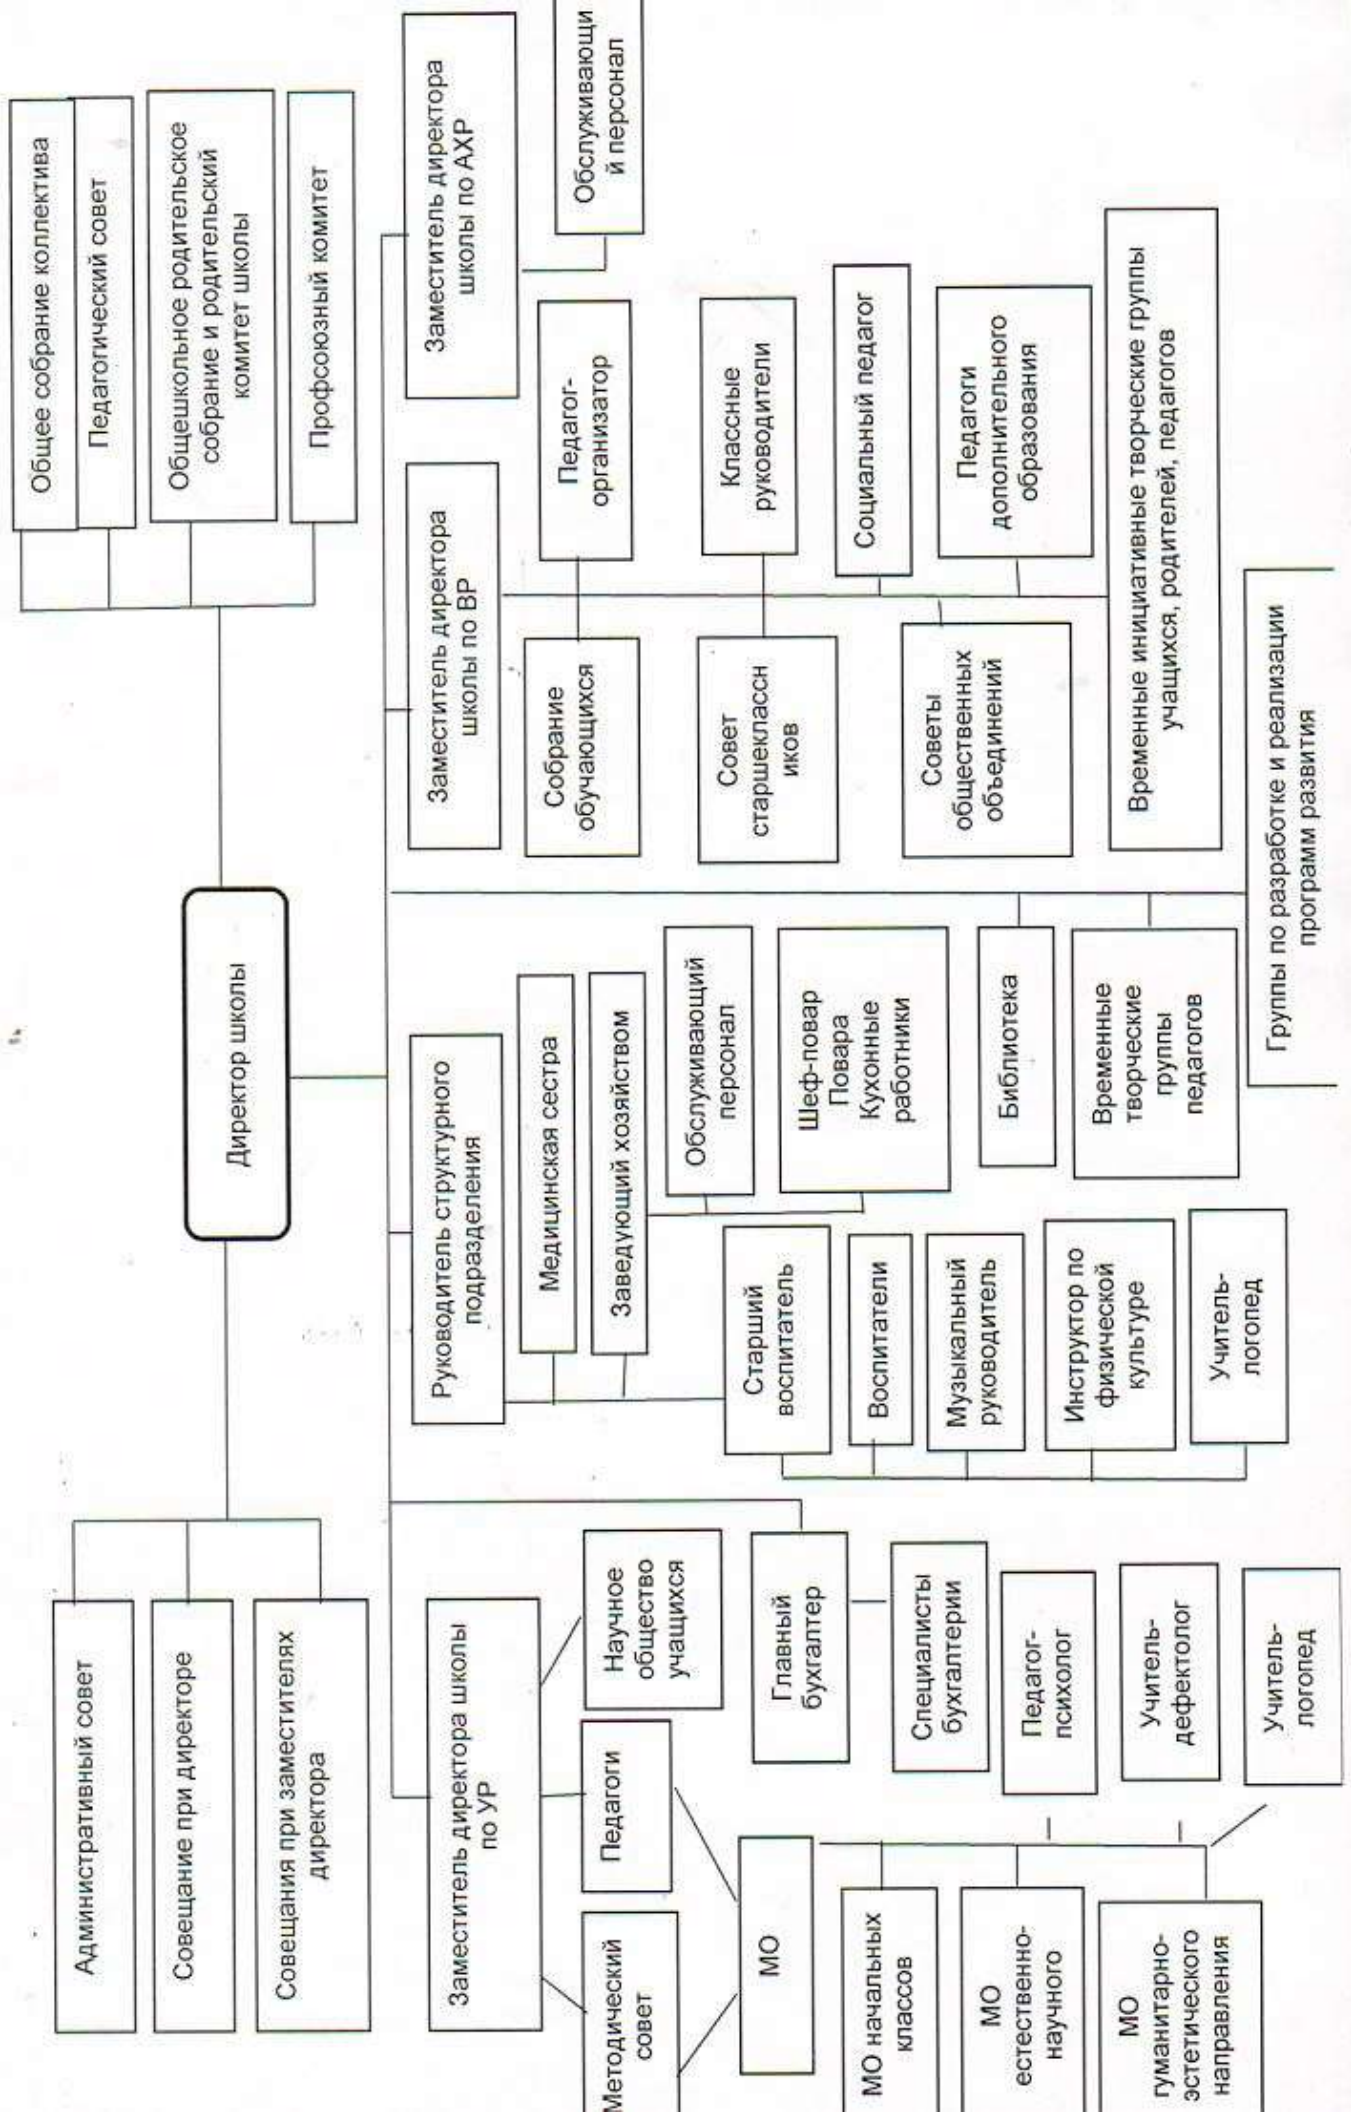 Директор школы
Административный совет
Совещание при директоре
Совещания при заместителях
директора
Общее собрание коллектива
Педагогический совет
Общешкольное родительское
собрание и родительский
комитет школы
Профсоюзный комитет
Заместитель директора школы
по УР
Руководитель структурного
подразделения
Заместитель директора
школы по ВР
Заместитель директора
школы по АХР
Методический
совет
Педагоги
Научное
общество
учащихся
МО
МО начальных
классов
МО
естественно-
научного
МО
гуманитарно-
эстетического
направления
Главный
бухгалтер
Специалисты
бухгалтерии
Педагог-
психолог
Учитель-
дефектолог
Учитель-
логопед
Медицинская сестра
Заведующий хозяйством
Обслуживающий
персонал
Шеф-повар
Повара
Кухонные
работники
Старший
воспитатель
Воспитатели
Музыкальный
руководитель
Инструктор по
физической
культуре
Учитель-
логопед
Библиотека
Временные
творческие
группы
педагогов
Группы по разработке и реализации
программ развития
Собрание
обучающихся
Педагог-
организатор
Совет
старшеклассн
иков
Классные
руководители
Социальный педагог
Советы
общественных
объединений
Педагоги
дополнительного
образования
Временные инициативные творческие группы
учащихся, родителей, педагогов
Обслуживающи
й персонал